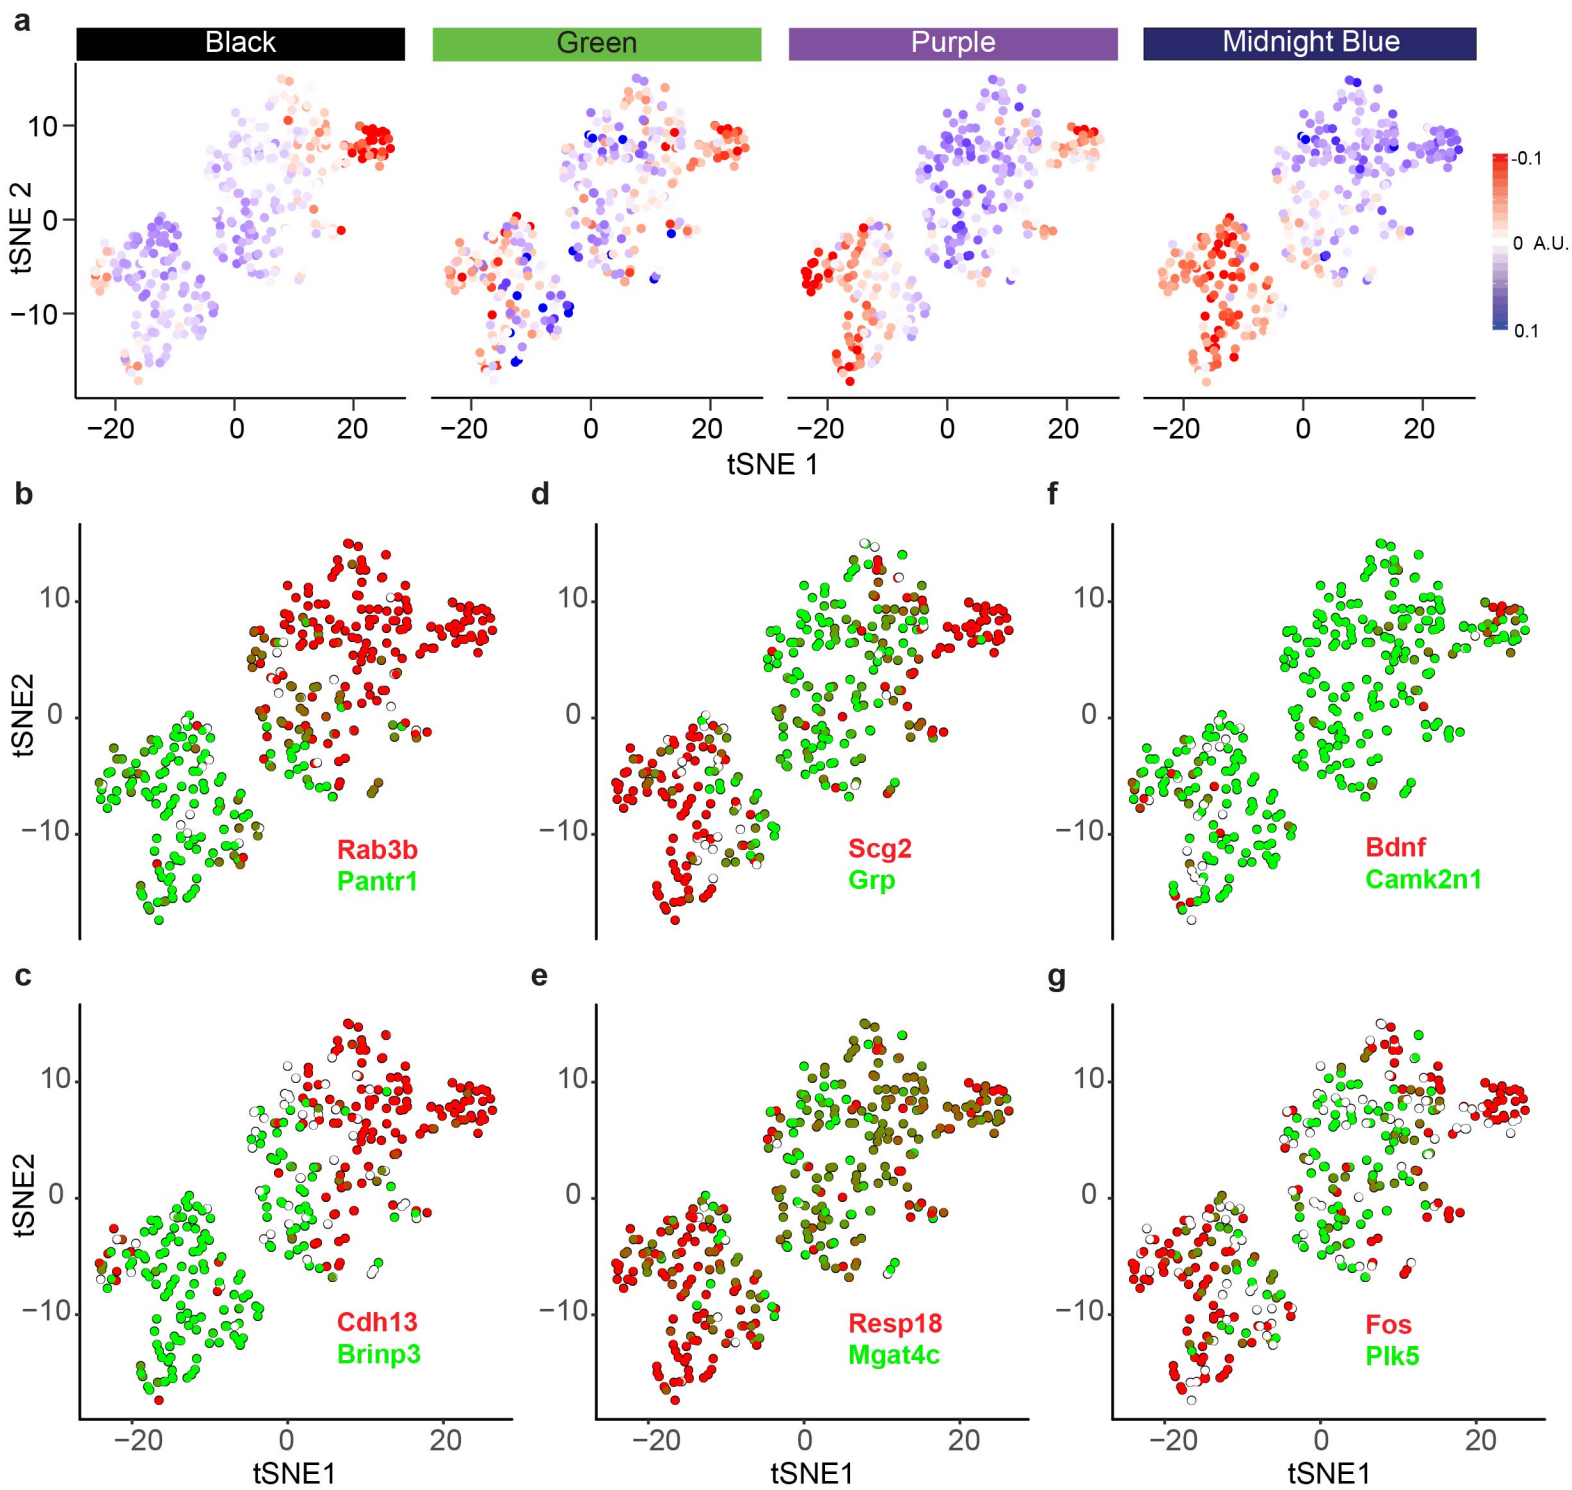 a
Black Green Purple Midnight Blue
10
0
−10
tSNE 2
−20 0 20 −20 0 20 −20 0 20 −20 0 20
tSNE 1
-0.1
0 A.U.
0.1
b
10
0
−10
tSNE2
Rab3b
Pantr1
d
10
0
−10
Scg2
Grp
f
10
0
−10
Bdnf
Camk2n1
c
10
0
−10
tSNE2
Cdh13
Brinp3
−20 0 20
tSNE1
e
10
0
−10
Resp18
Mgat4c
−20 0 20
tSNE1
g
10
0
−10
Fos
Plk5
−20 0 20
tSNE1